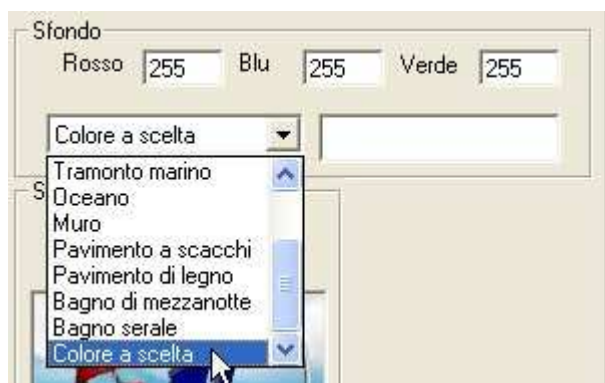 Sfondo
Rosso 255 Blu 255 Verde 255
Colore a scelta
Tramonto marino
S
Oceano
Muro
Pavimento a scacchi
Pavimento di legno
Bagno di mezzanotte
Bagno serale
Colore a scelta